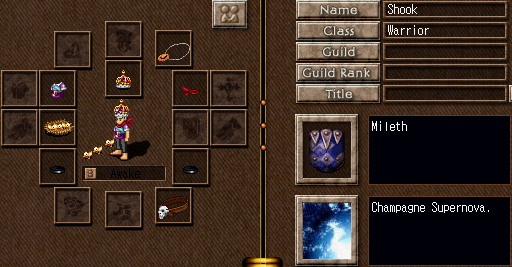 Name Shook
Class Warrior
Guild
Guild Rank
Title
Mileth
Awake
Champagne Supernova.